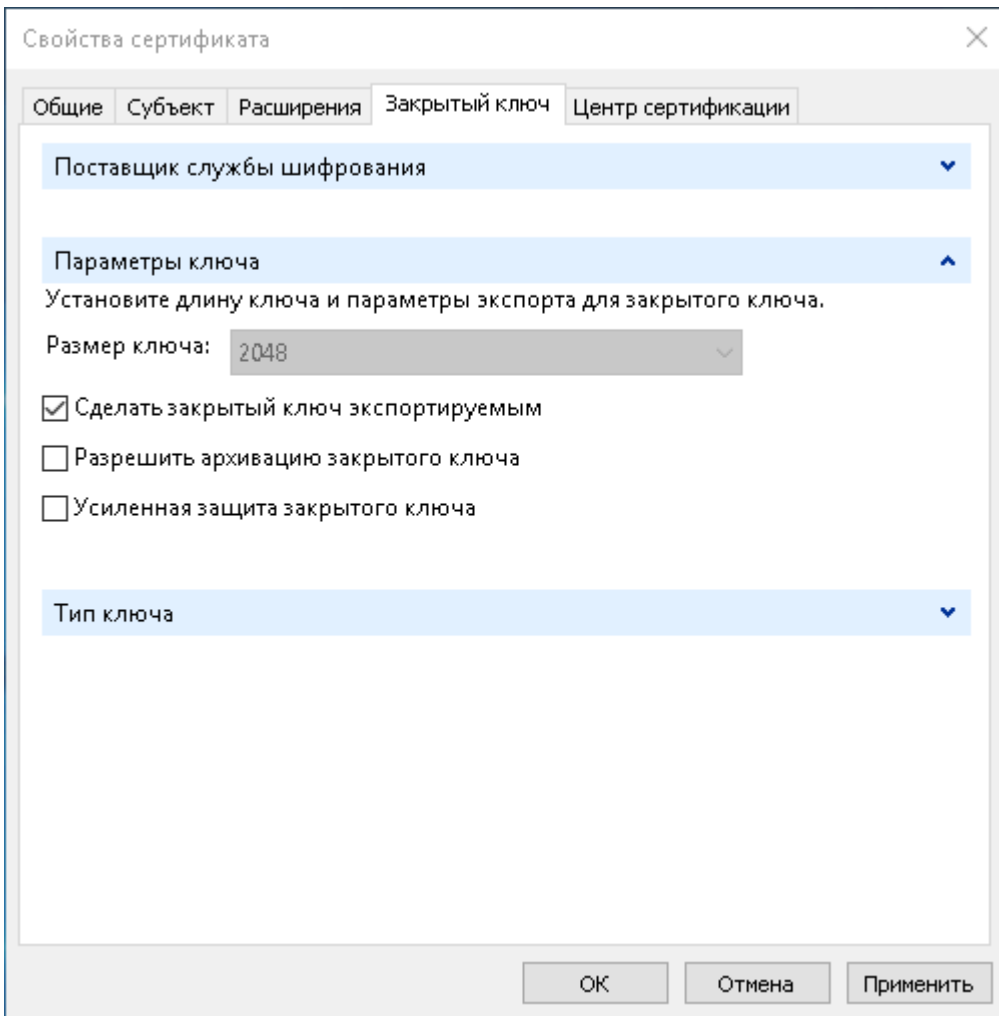 Свойства сертификата
Общие Субъект Расширения Закрытый ключ Центр сертификации
Поставщик службы шифрования
Параметры ключа
Установите длину ключа и параметры экспорта для закрытого ключа.
Размер ключа: 2048
Сделать закрытый ключ экспортируемым
Разрешить архивацию закрытого ключа
Усиленная защита закрытого ключа
Тип ключа
ОК Отмена Применить